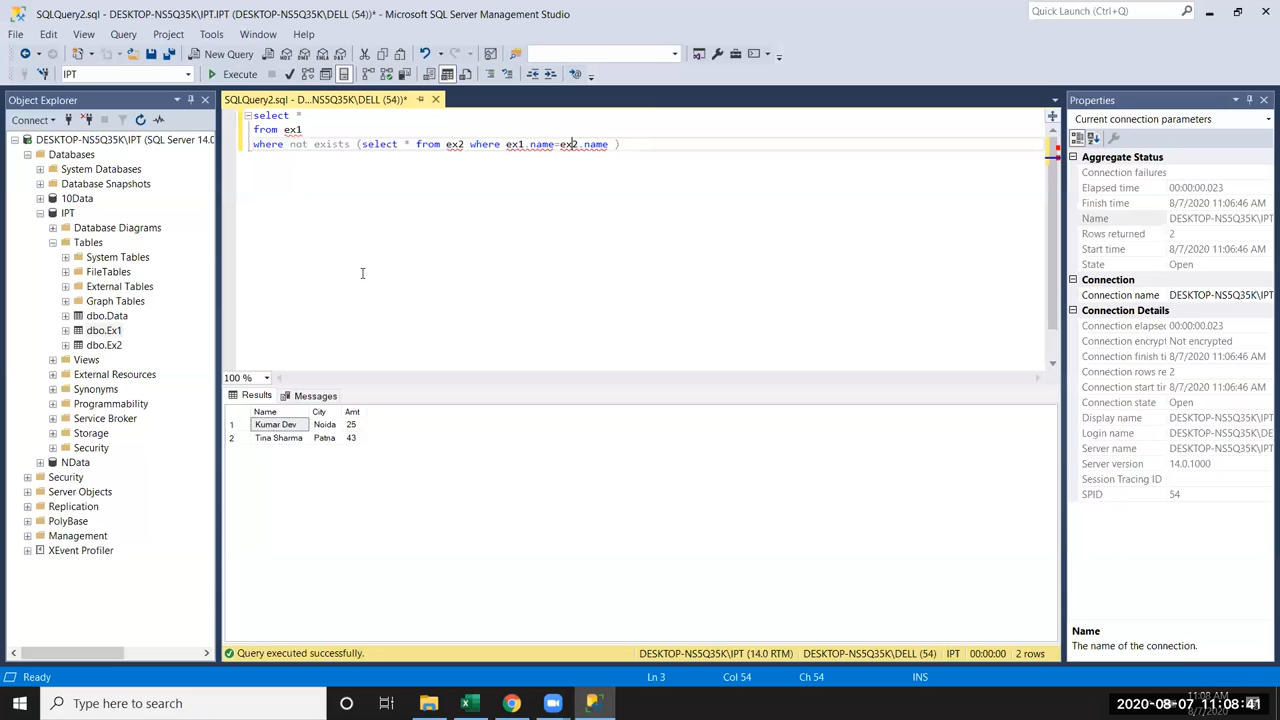 SQLQuery2.sql - DESKTOP-NS5Q35K\IPT.IPT (DESKTOP-NS5Q35K\DELL (54))* - Microsoft SQL Server Management Studio
Quick Launch (Ctrl+Q)
File Edit View Query Project Tools Window Help
New Query
IPT
Execute
Object Explorer
Connect
DESKTOP-NS5Q35K\IPT (SQL Server 14.0
Databases
System Databases
Database Snapshots
10Data
IPT
Database Diagrams
Tables
System Tables
FileTables
External Tables
Graph Tables
dbo.Data
dbo.Ex1
dbo.Ex2
Views
External Resources
Synonyms
Programmability
Service Broker
Storage
Security
NData
Security
Server Objects
Replication
PolyBase
Management
XEvent Profiler
SQLQuery2.sql - D...NS5Q35K\DELL (54))*
select *
from ex1
where not exists (select * from ex2 where ex1.name=ex2.name )
100 %
Results Messages
Name City Amt
1 Kumar Dev Noida 25
2 Tina Sharma Patna 43
Query executed successfully.
DESKTOP-NS5Q35K\IPT (14.0 RTM) DESKTOP-NS5Q35K\DELL (54) IPT 00:00:00 2 rows
Properties
Current connection parameters
Aggregate Status
Connection failures
Elapsed time 00:00:00.023
Finish time 8/7/2020 11:06:46 AM
Name DESKTOP-NS5Q35K\IPT
Rows returned 2
Start time 8/7/2020 11:06:46 AM
State Open
Connection
Connection name DESKTOP-NS5Q35K\IPT
Connection Details
Connection elapse 00:00:00.023
Connection encryp Not encrypted
Connection finish ti 8/7/2020 11:06:46 AM
Connection rows re 2
Connection start tir 8/7/2020 11:06:46 AM
Connection state Open
Display name DESKTOP-NS5Q35K\IPT
Login name DESKTOP-NS5Q35K\DE
Server name DESKTOP-NS5Q35K\IPT
Server version 14.0.1000
Session Tracing ID
SPID 54
Name
The name of the connection.
Ready
Ln 3 Col 54 Ch 54 INS
Type here to search
2020-08-07 11:08:41